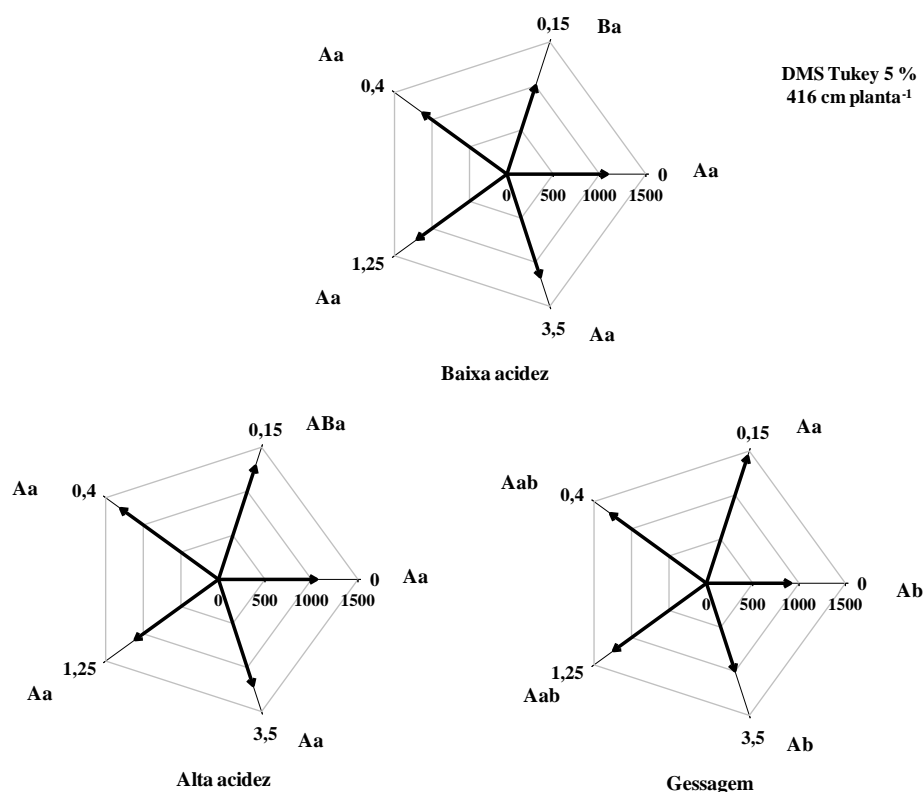 0,15 Ba
Aa
DMS Tukey 5 %
416 cm planta-1
0,4
0
Aa
0 500 1000 1500
1,25
Aa
3,5 Aa
Baixa acidez
0,15 ABa
Aa 0,4
0 Aa
0 500 1000 1500
1,25
Aa
3,5 Aa
Alta acidez
0,15 Aa
Aab
0,4
0
Ab
0 500 1000 1500
1,25
Aab
3,5 Ab
Gessagem